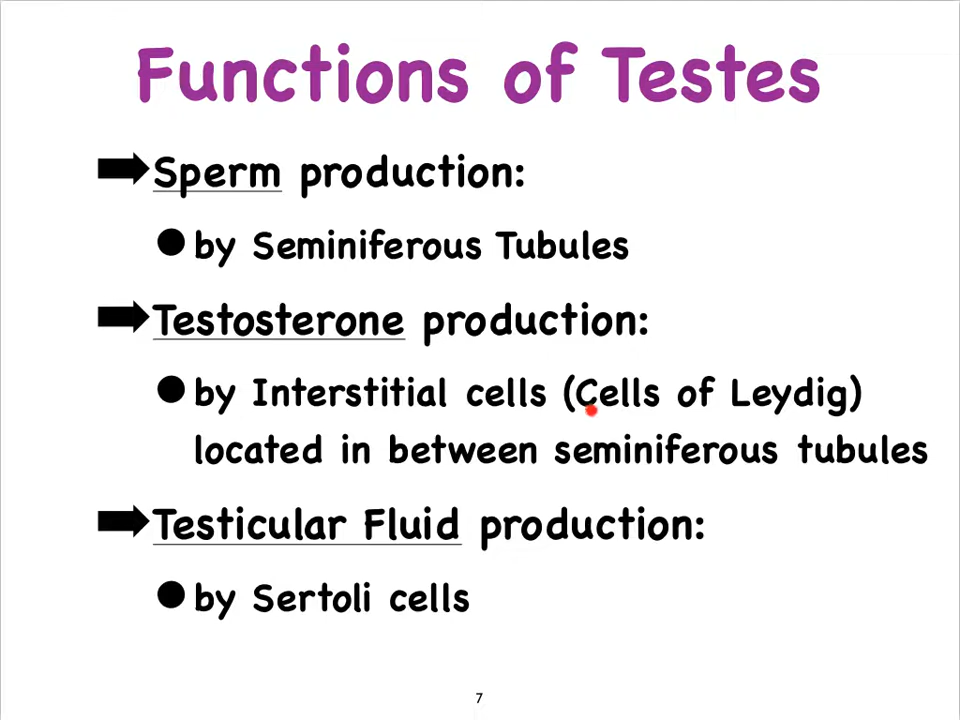 Functions of Testes
Sperm production:
by Seminiferous Tubules
Testosterone production:
by Interstitial cells (Cells of Leydig)
located in between seminiferous tubules
Testicular Fluid production:
by Sertoli cells
7